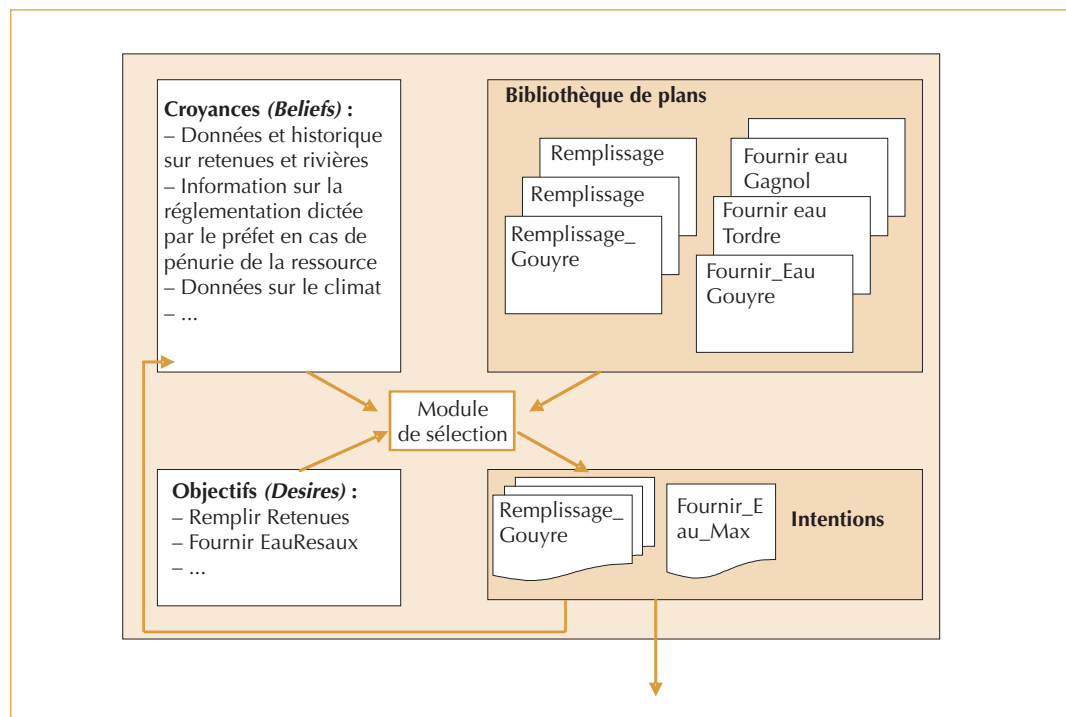 Croyances (Beliefs) :
– Données et historique
sur retenues et rivières
– Information sur la
réglementation dictée
par le préfet en cas de
pénurie de la ressource
– Données sur le climat
– ...
Bibliothèque de plans
Remplissage
Remplissage
Remplissage_
Gouyre
Fournir eau
Gagnol
Fournir eau
Tordre
Fournir_Eau
Gouyre
Module
de sélection
Objectifs (Desires) :
– Remplir Retenues
– Fournir EauResaux
– ...
Remplissage_
Gouyre
Fournir_E
au_Max
Intentions